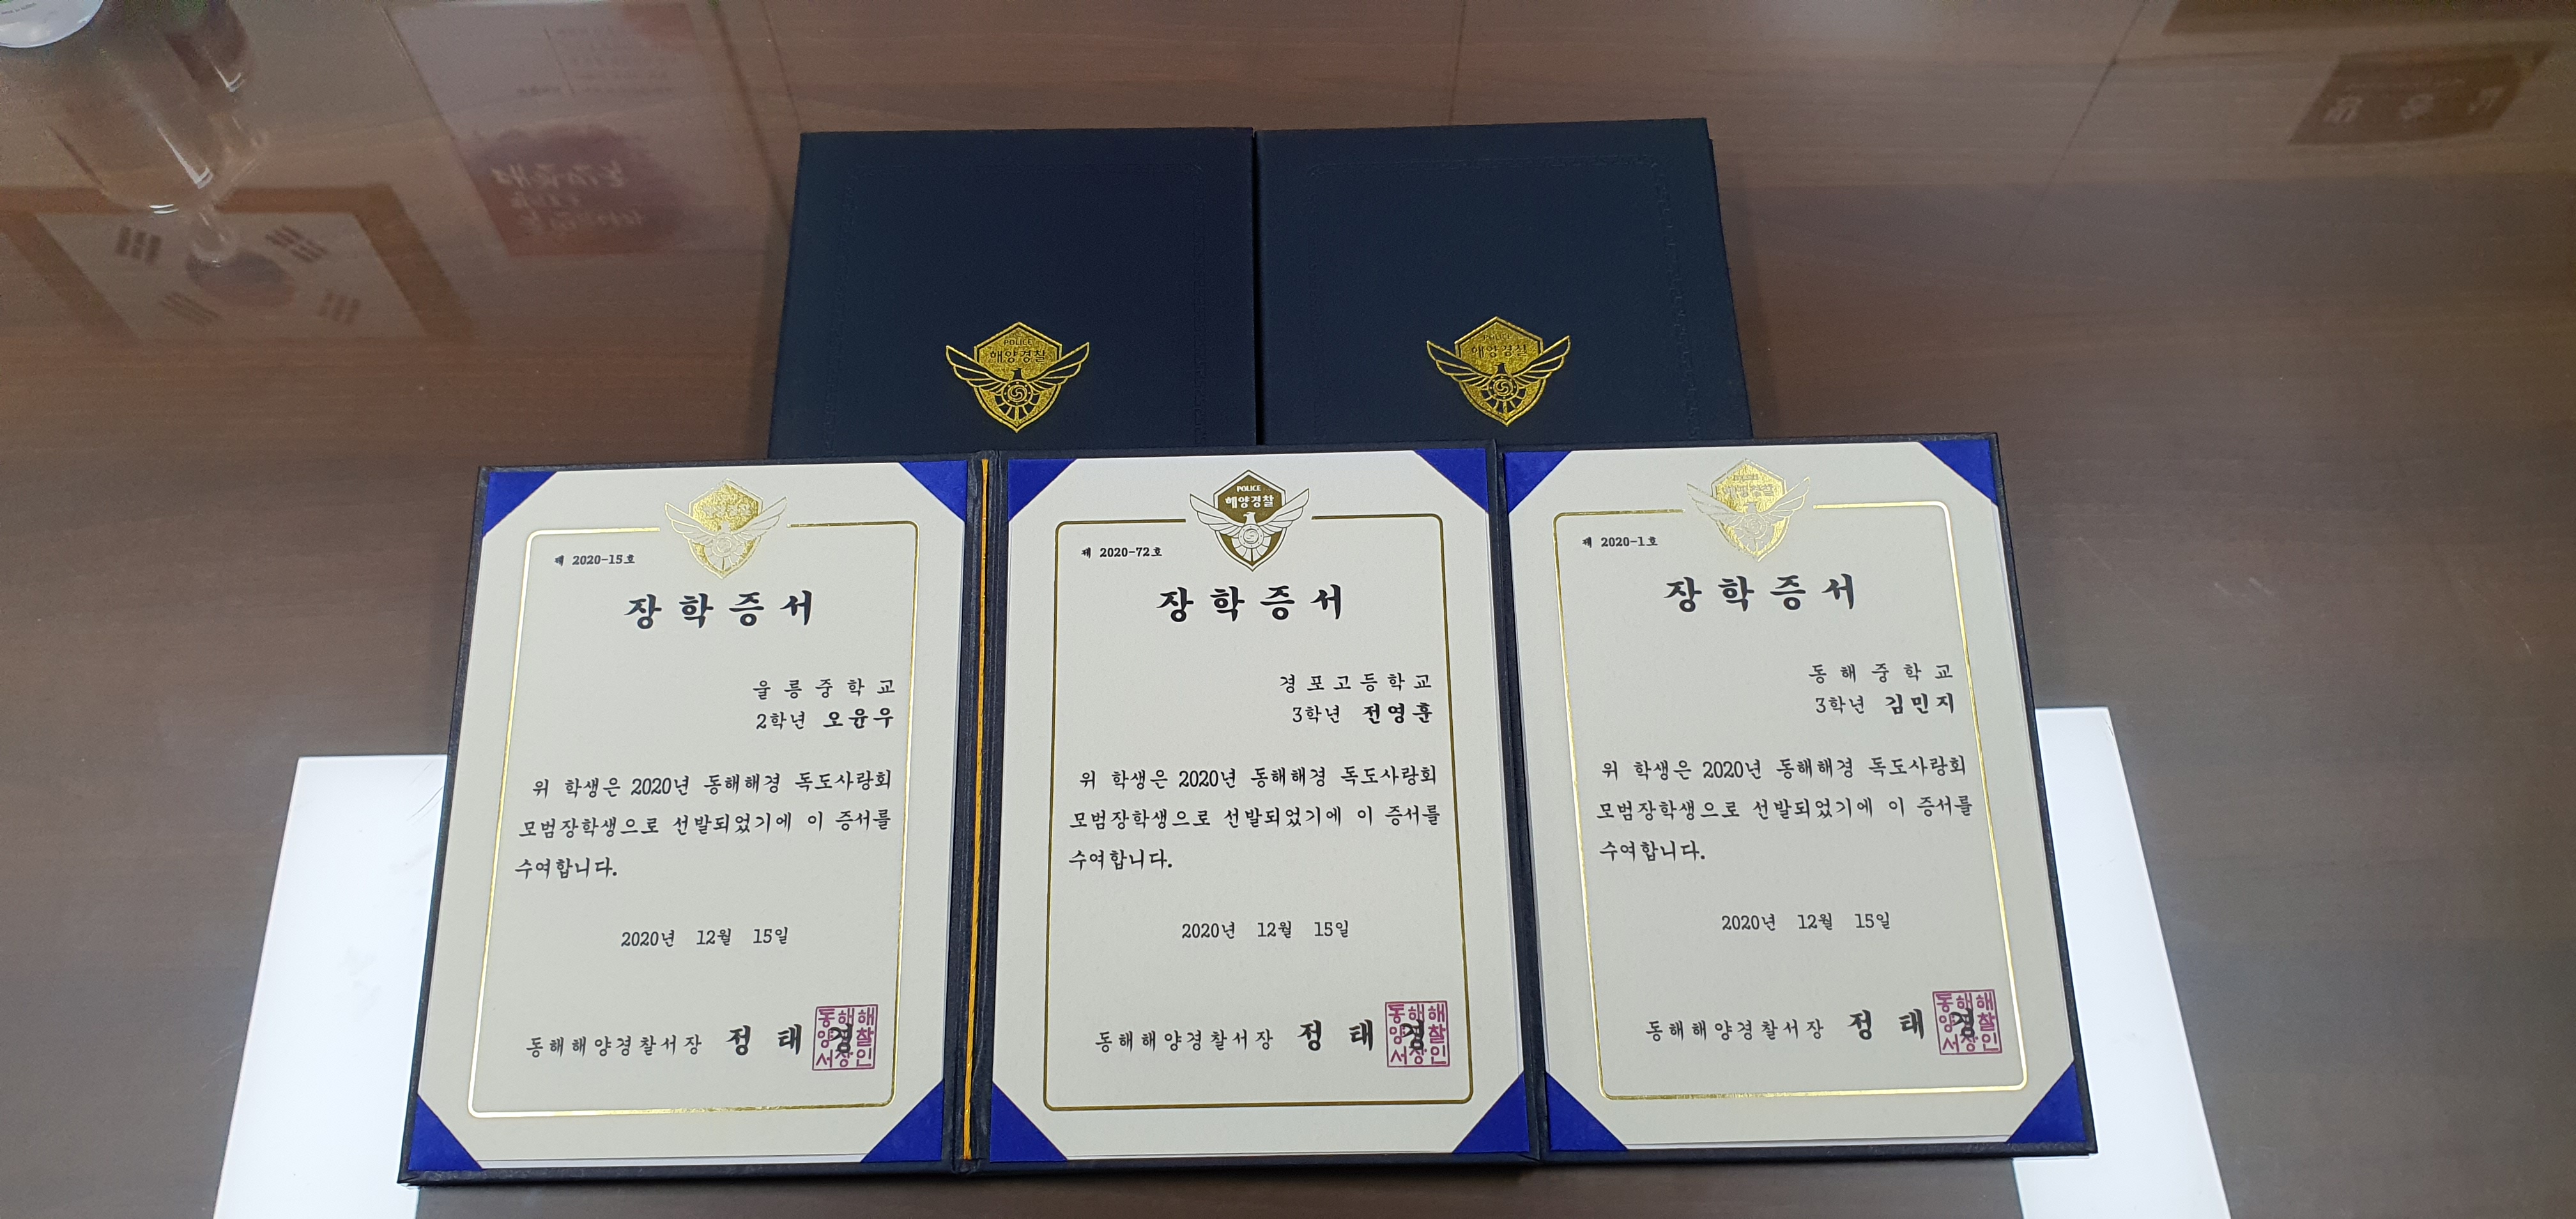 POLICE
해양경찰
POLICE
해양경찰
제 2020-15호
장학증서
울릉중학교
2학년 오윤우
위 학생은 2020년 동해해경 독도사랑회
모범장학생으로 선발되었기에 이 증서를
수여합니다.
2020년 12월 15일
동해해양경찰서장 정태경
동해해
양경찰
서장인
POLICE
해양경찰
제 2020-72호
장학증서
경포고등학교
3학년 전영훈
위 학생은 2020년 동해해경 독도사랑회
모범장학생으로 선발되었기에 이 증서를
수여합니다.
2020년 12월 15일
동해해양경찰서장 정태경
동해해
양경찰
서장인
해양경찰
제 2020-1호
장학증서
동해중학교
3학년 김민지
위 학생은 2020년 동해해경 독도사랑회
모범장학생으로 선발되었기에 이 증서를
수여합니다.
2020년 12월 15일
동해해양경찰서장 정태경
동해해
양경찰
서장인